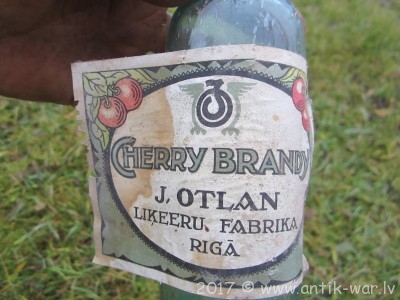 CHERRY BRANDY
J. OTLAN
LIĶEERU. FABRIKA
RIGĀ
2017 © www.antik-war.lv